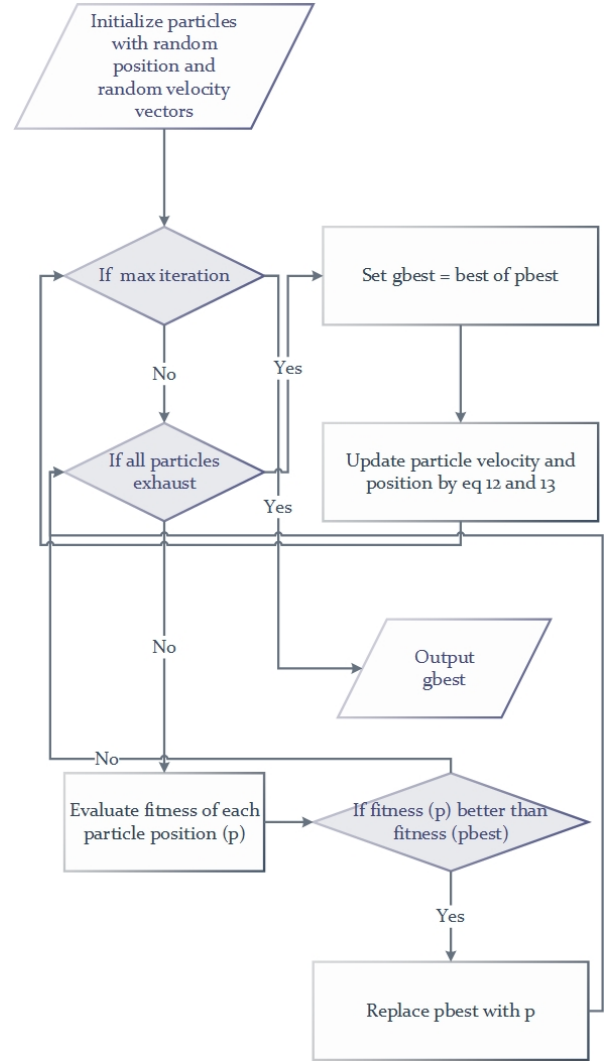 Initialize particles
with random
position and
random velocity
vectors
If max iteration
Set gbest = best of pbest
Yes
No
If all particles
exhaust
Update particle velocity and
position by eq 12 and 13
Yes
No
Output
gbest
No
Evaluate fitness of each
particle position (p)
If fitness (p) better than
fitness (pbest)
Yes
Replace pbest with p